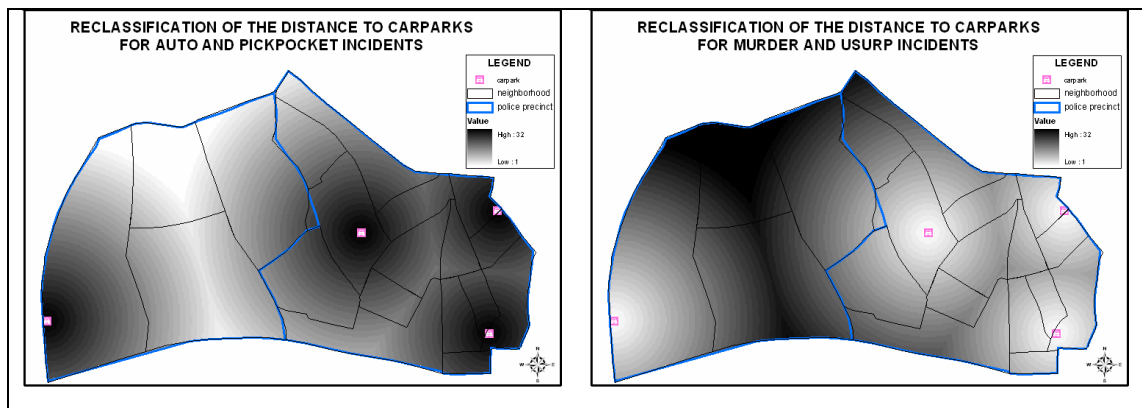 RECLASSIFICATION OF THE DISTANCE TO CARPARKS
FOR AUTO AND PICKPOCKET INCIDENTS
LEGEND
carpark
neighborhood
police precinct
Value
High : 32
Low : 1
N
W E
S
RECLASSIFICATION OF THE DISTANCE TO CARPARKS
FOR MURDER AND USURP INCIDENTS
LEGEND
carpark
neighborhood
police precinct
Value
High : 32
Low : 1
N
W E
S